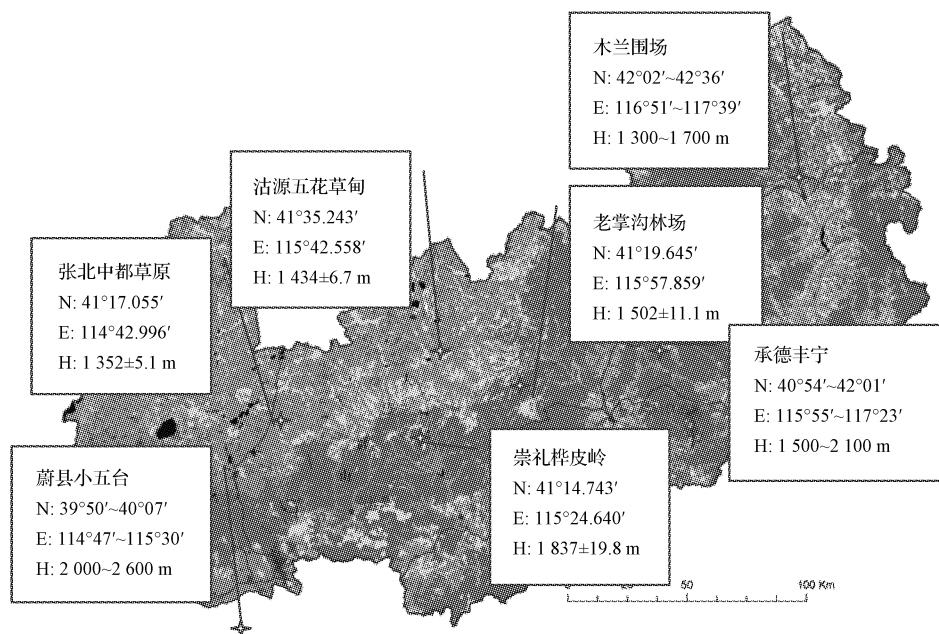 木兰围场
N: 42°02′~42°36′
E: 116°51′~117°39′
H: 1 300~1 700 m
沽源五花草甸
N: 41°35.243′
E: 115°42.558′
H: 1 434±6.7 m
老掌沟林场
N: 41°19.645′
E: 115°57.859′
H: 1 502±11.1 m
张北中都草原
N: 41°17.055′
E: 114°42.996′
H: 1 352±5.1 m
承德丰宁
N: 40°54′~42°01′
E: 115°55′~117°23′
H: 1 500~2 100 m
蔚县小五台
N: 39°50′~40°07′
E: 114°47′~115°30′
H: 2 000~2 600 m
崇礼桦皮岭
N: 41°14.743′
E: 115°24.640′
H: 1 837±19.8 m
50 100 Km